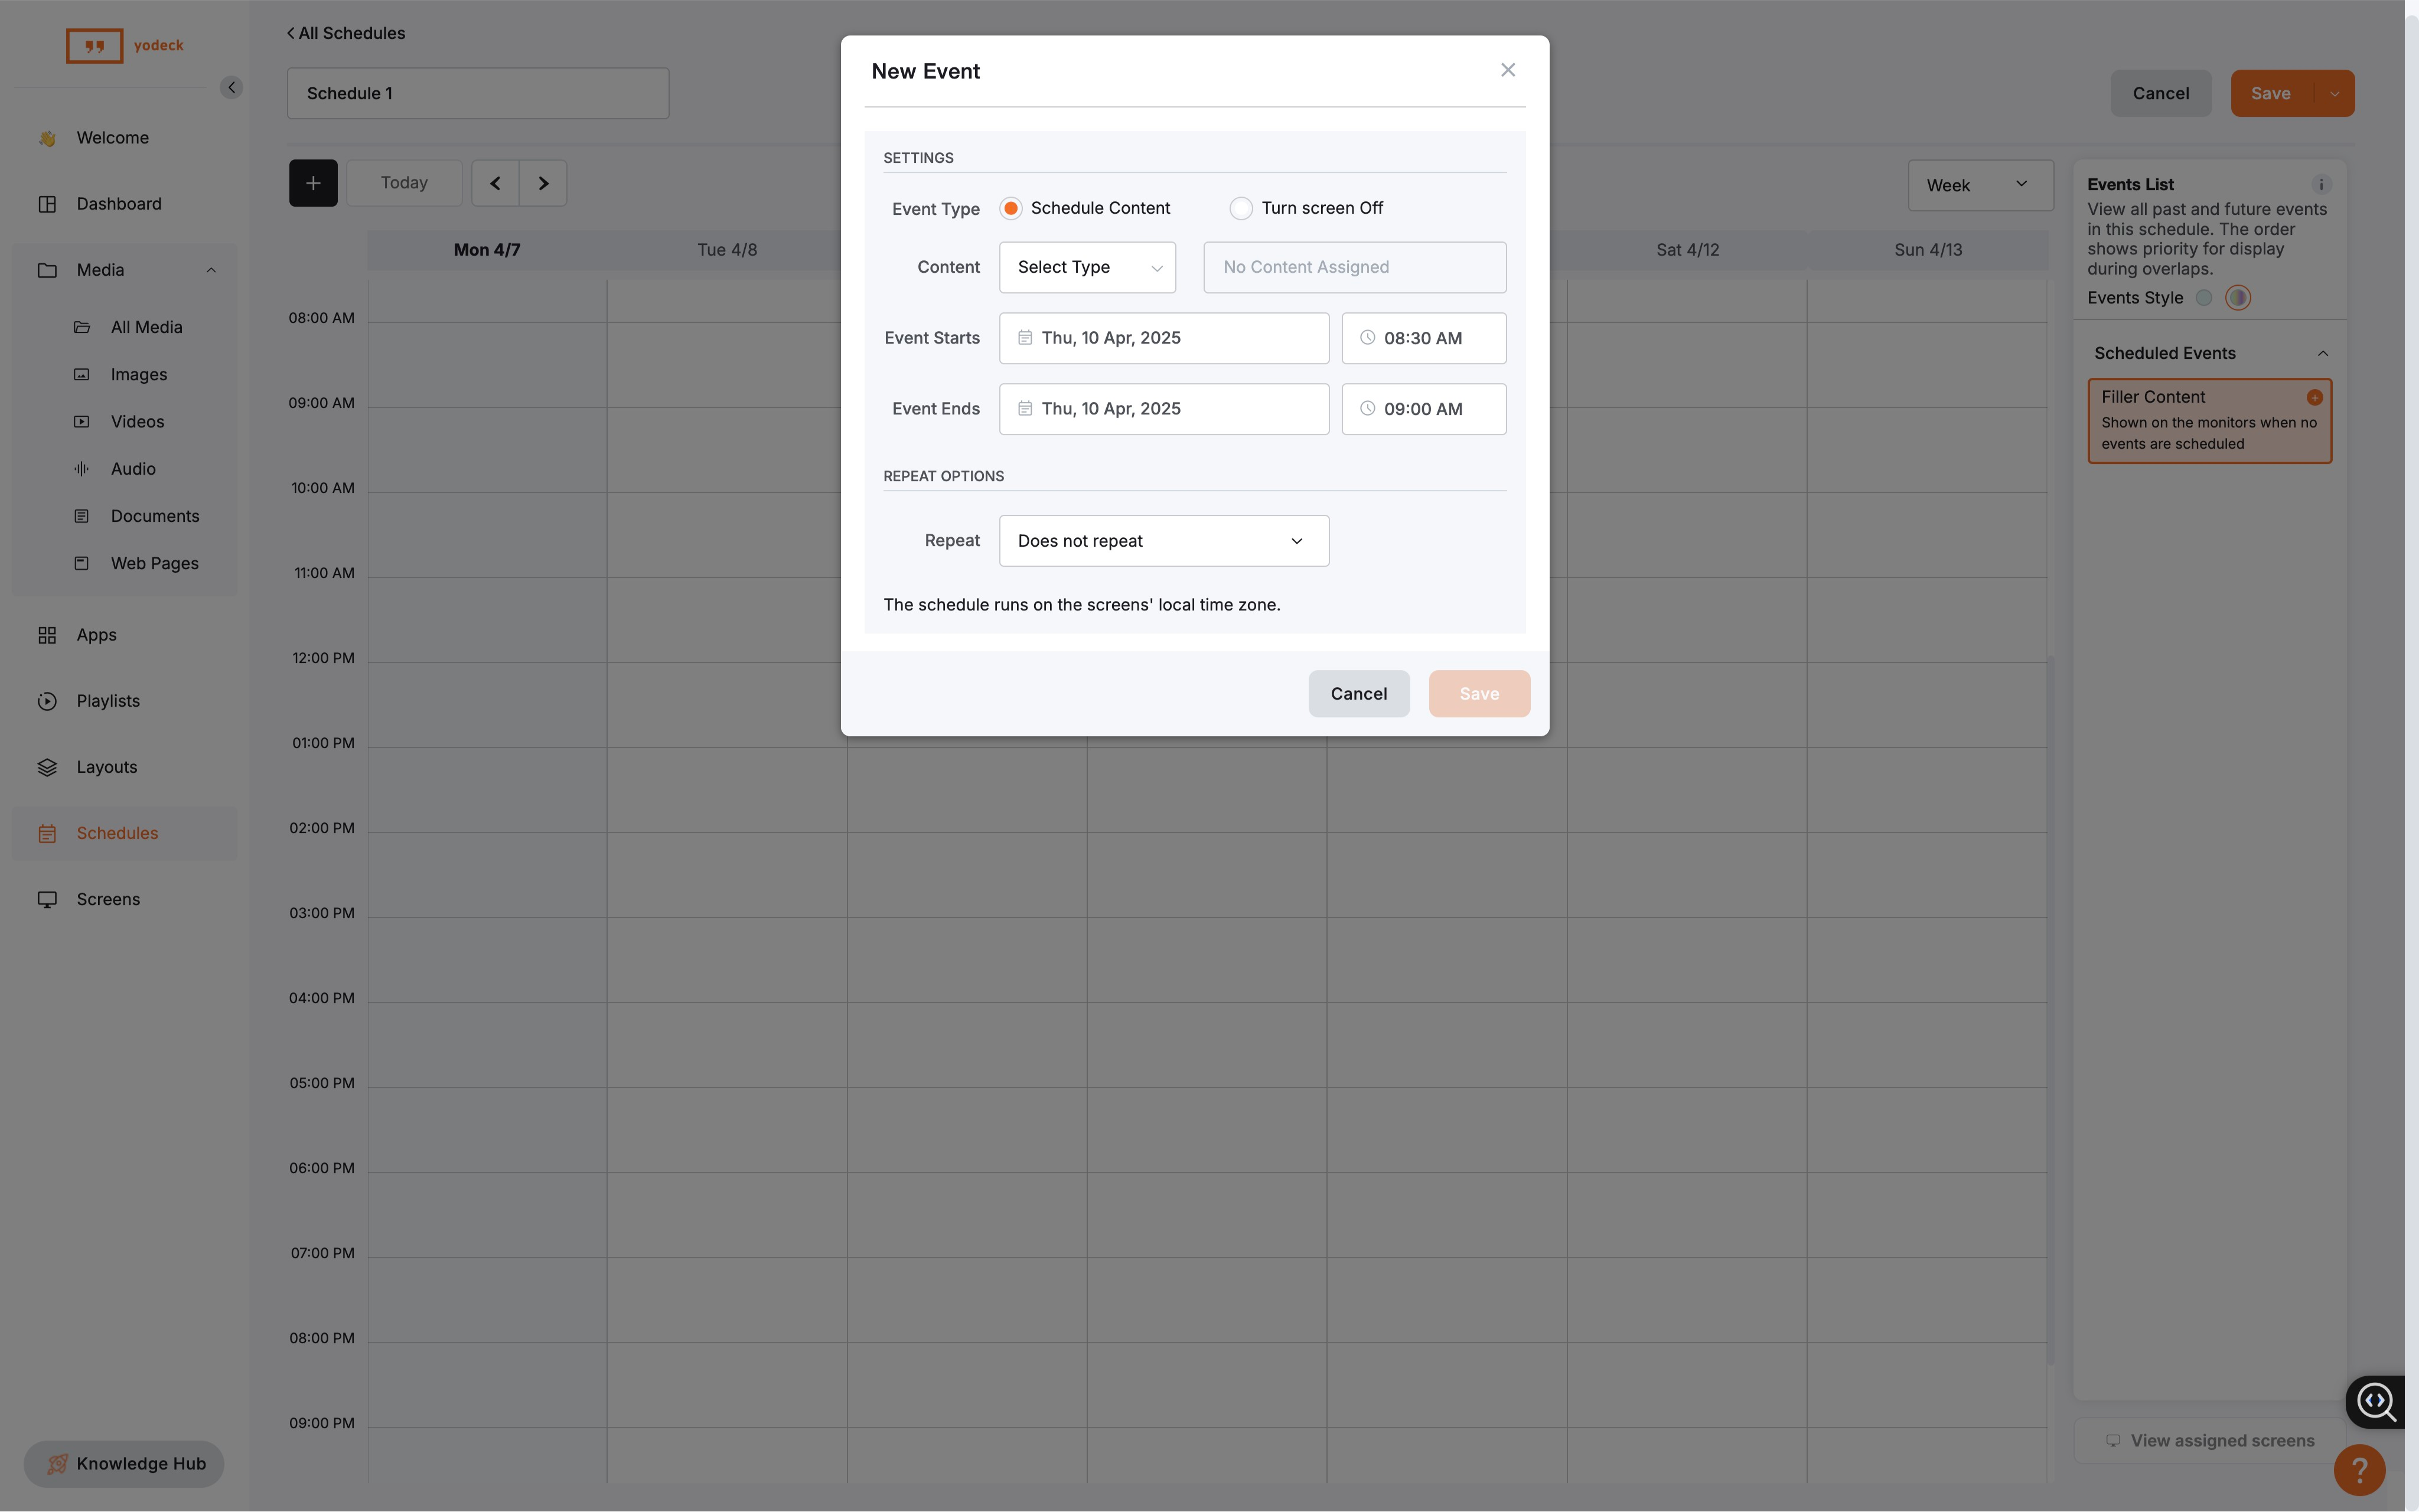 yodeck
Welcome
Dashboard
Media
All Media
Images
Videos
Audio
Documents
Web Pages
Apps
Playlists
Layouts
Schedules
Screens
Knowledge Hub
All Schedules
Schedule 1
Cancel
Save
Today
Week
Mon 4/7
Tue 4/8
Sat 4/12
Sun 4/13
08:00 AM
09:00 AM
10:00 AM
11:00 AM
12:00 PM
01:00 PM
02:00 PM
03:00 PM
04:00 PM
05:00 PM
06:00 PM
07:00 PM
08:00 PM
09:00 PM
New Event
SETTINGS
Event Type Schedule Content Turn screen Off
Content Select Type No Content Assigned
Event Starts Thu, 10 Apr, 2025 08:30 AM
Event Ends Thu, 10 Apr, 2025 09:00 AM
REPEAT OPTIONS
Repeat Does not repeat
The schedule runs on the screens' local time zone.
Cancel Save
Events List
View all past and future events
in this schedule. The order
shows priority for display
during overlaps.
Events Style
Scheduled Events
Filler Content
Shown on the monitors when no
events are scheduled
View assigned screens
?